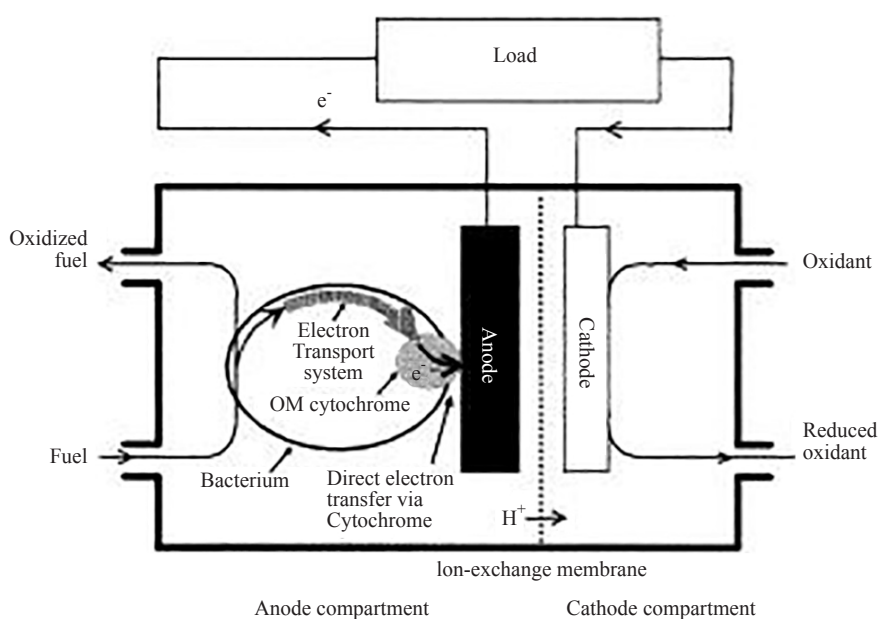 Load
e-
Oxidized
fuel
Oxidant
Electron
Transport
system
Anode
Cathode
e-
OM cytochrome
Fuel
Reduced
oxidant
Bacterium
Direct electron
transfer via
Cytochrome
H+
lon-exchange membrane
Anode compartment
Cathode compartment